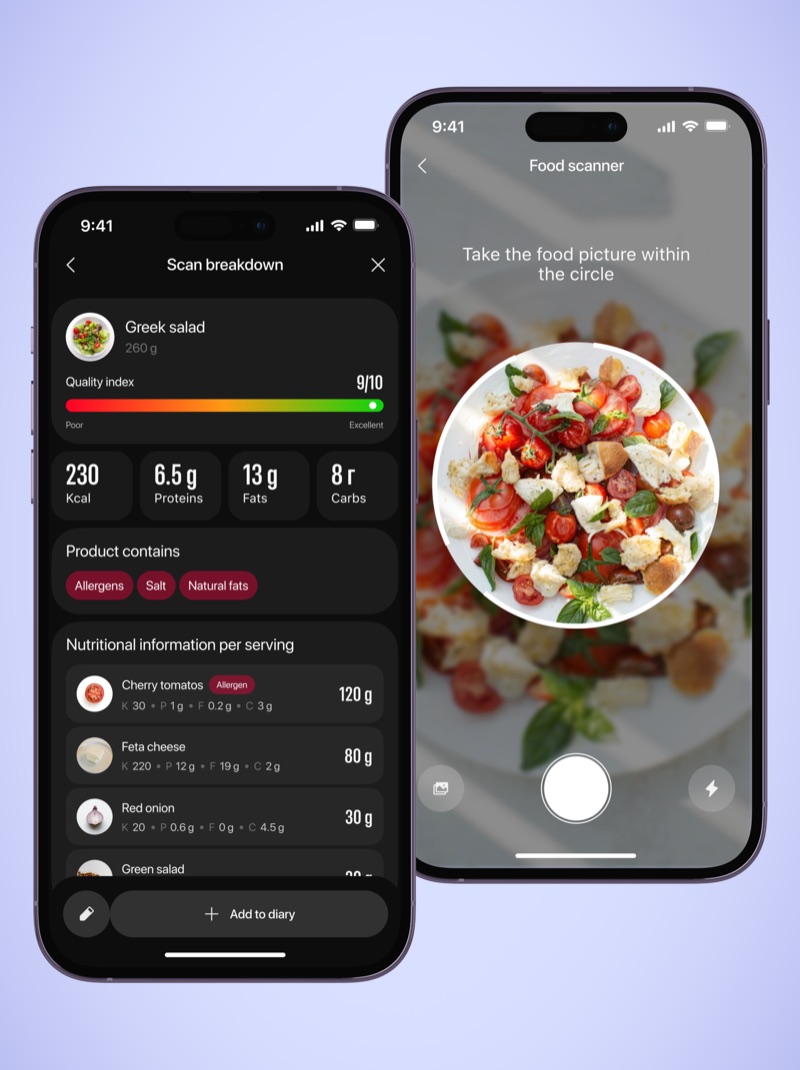 9:41
Scan breakdown
Greek salad
260 g
Quality index 9/10
Poor Excellent
230 6.5 g 13 g 8 г
Kcal Proteins Fats Carbs
Product contains
Allergens Salt Natural fats
Nutritional information per serving
Cherry tomatos Allergen
K 30 • P 1 g • F 0.2 g • C 3 g 120 g
Feta cheese
K 220 • P 12 g • F 19 g • C 2 g 80 g
Red onion
K 20 • P 0.6 g • F 0 g • C 4.5 g 30 g
Green salad
Add to diary
9:41
Food scanner
Take the food picture within
the circle